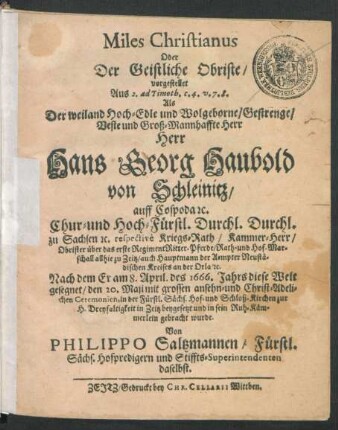 Miles Christianus
Oder
Der Geistliche Obriste/
vorgestellet
Aus 2. ad Timoth. c. 4. v. 7. 8.
Als
Der weiland Hoch-Edle und Wolgeborne/Gestrenge/
Veste und Groß-Mannhaffte Herr
Herr
Hans Georg Haubold
von Schleinitz/
auff Cospoda ꝛc.
Chur-und Hoch-Fürstl. Durchl. Durchl.
zu Sachsen ꝛc. respectivè Kriegs-Rath/ Kammer-Herr/
Obrister über das erste Regiment Ritter-Pferde/Rath-und Hof-Mar-
schall allhie zu Zeitz/auch Hauptmann der Aempter Neustä-
dtischen Kreises an der Orla ꝛc.
Nach dem Er am 8. April. des 1666. Jahrs diese Welt
gesegnet/den 20. Maji mit grossen ansehn-und Christ-Adeli-
chen Ceremonien, in der Fürstl. Sächs. Hof-und Schloß-Kirchen zur
H. Dreyfaltigkeit in Zeitz beygesetzt und in sein Ruh-Käm-
merlein gebracht wurde.
Von
PHILIPPO Saltzmannen/ Fürstl.
Sächs. Hofpredigern und Stiffts-Superintendenten
daselbst.
ZEITZ/Gedruckt bey CHR. CELLARII Wittben.